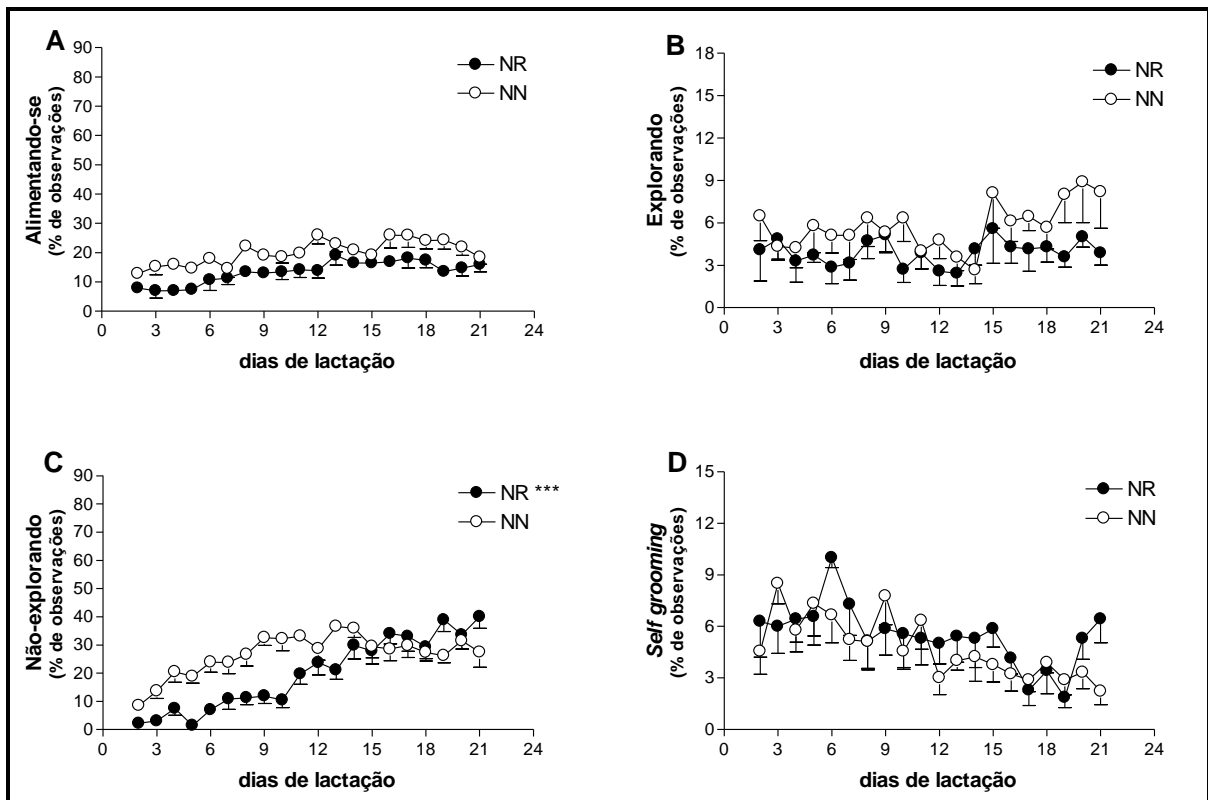 A
NR
NN
Alimentando-se
(% de observações)
90
80
70
60
50
40
30
20
10
0
0 3 6 9 12 15 18 21 24
dias de lactação
B
NR
NN
Explorando
(% de observações)
18
15
12
9
6
3
0
0 3 6 9 12 15 18 21 24
dias de lactação
C
NR ***
NN
Não-explorando
(% de observações)
90
80
70
60
50
40
30
20
10
0
0 3 6 9 12 15 18 21 24
dias de lactação
D
NR
NN
Self grooming
(% de observações)
15
12
9
6
3
0
0 3 6 9 12 15 18 21 24
dias de lactação